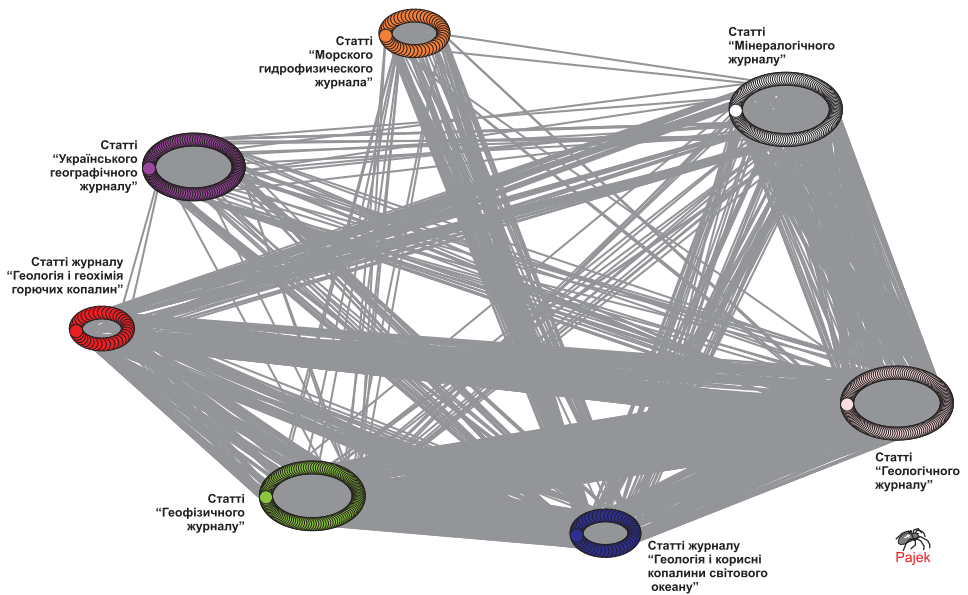 Статті
“Морского
гидрофизического
журнала”
Статті
“Мінералогічного
журналу”
Статті
“Українського
географічного
журналу”
Статті журналу
“Геологія і геохімія
горючих копалин”
Статті
“Геофізичного
журналу”
Статті журналу
“Геологія і корисні
копалини світового
океану”
Статті
“Геологічного
журналу”
Pajek